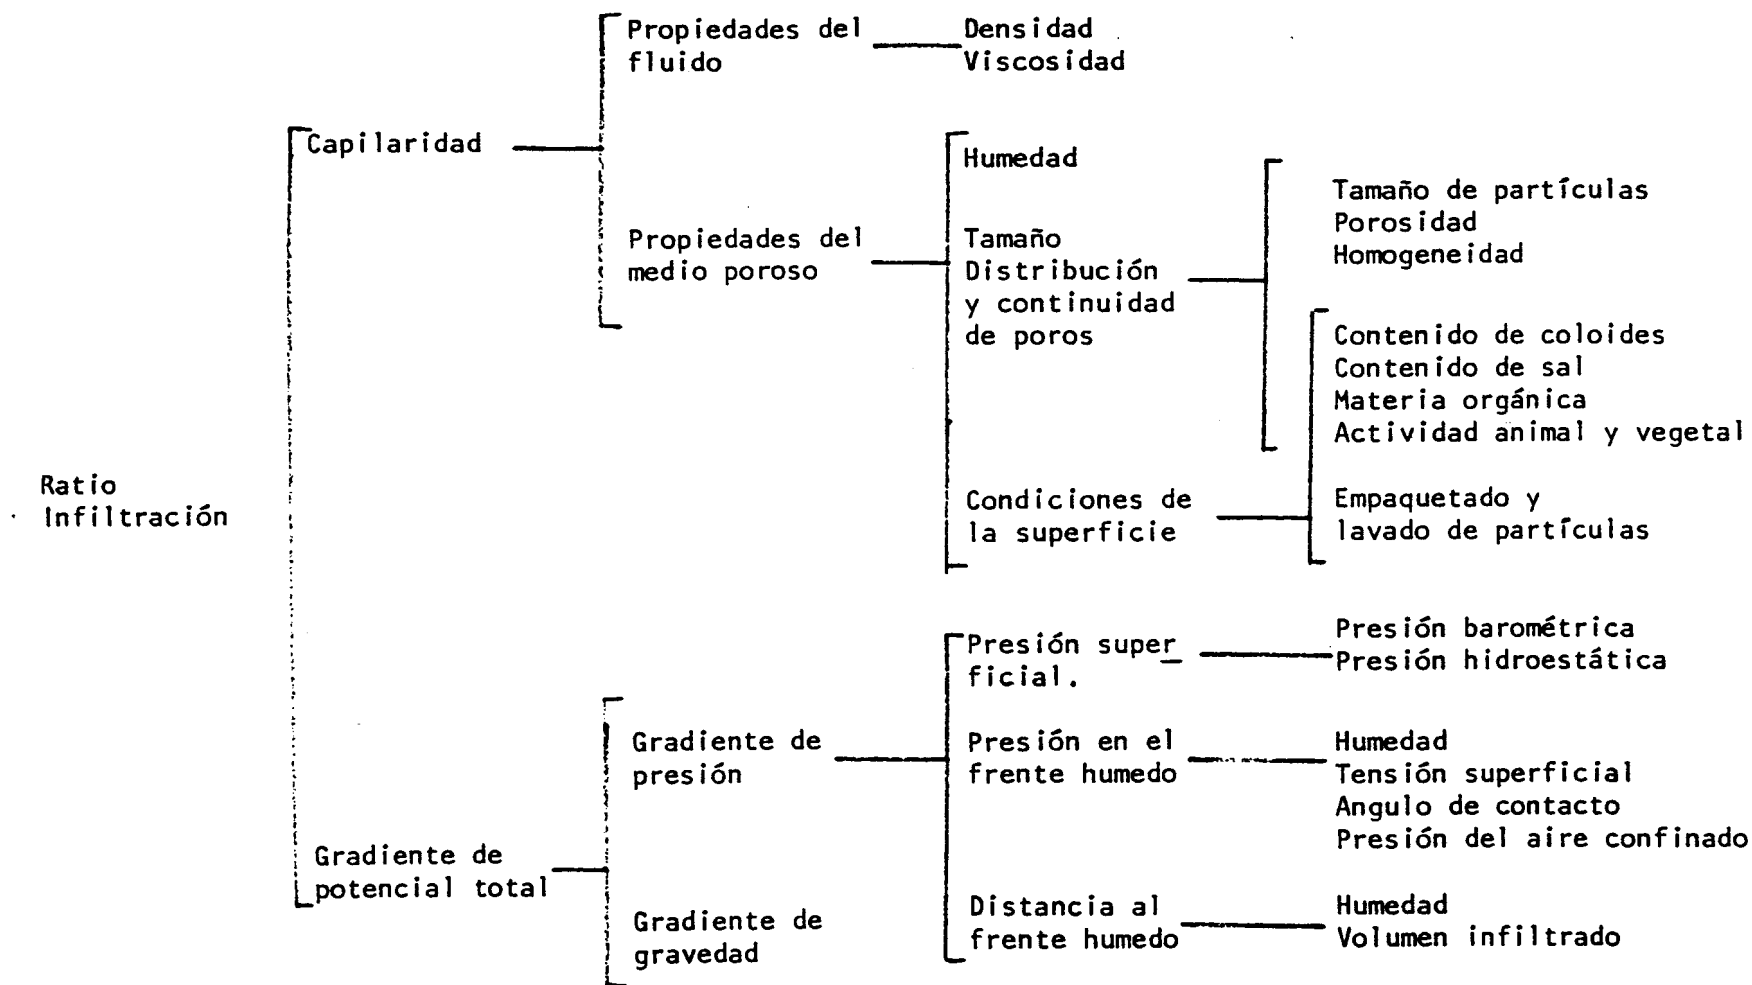 Propiedades del
fluido
Densidad
Viscosidad
Capilaridad
Humedad
Propiedades del
medio poroso
Tamaño
Distribución
y continuidad
de poros
Tamaño de partículas
Porosidad
Homogeneidad
Contenido de coloides
Contenido de sal
Materia orgánica
Actividad animal y vegetal
Ratio
Infiltración
Condiciones de
la superficie
Empaquetado y
lavado de partículas
Presión super
ficial.
Presión barométrica
Presión hidroestática
Gradiente de
presión
Presión en el
frente humedo
Humedad
Tensión superficial
Angulo de contacto
Presión del aire confinado
Gradiente de
potencial total
Gradiente de
gravedad
Distancia al
frente humedo
Humedad
Volumen infiltrado